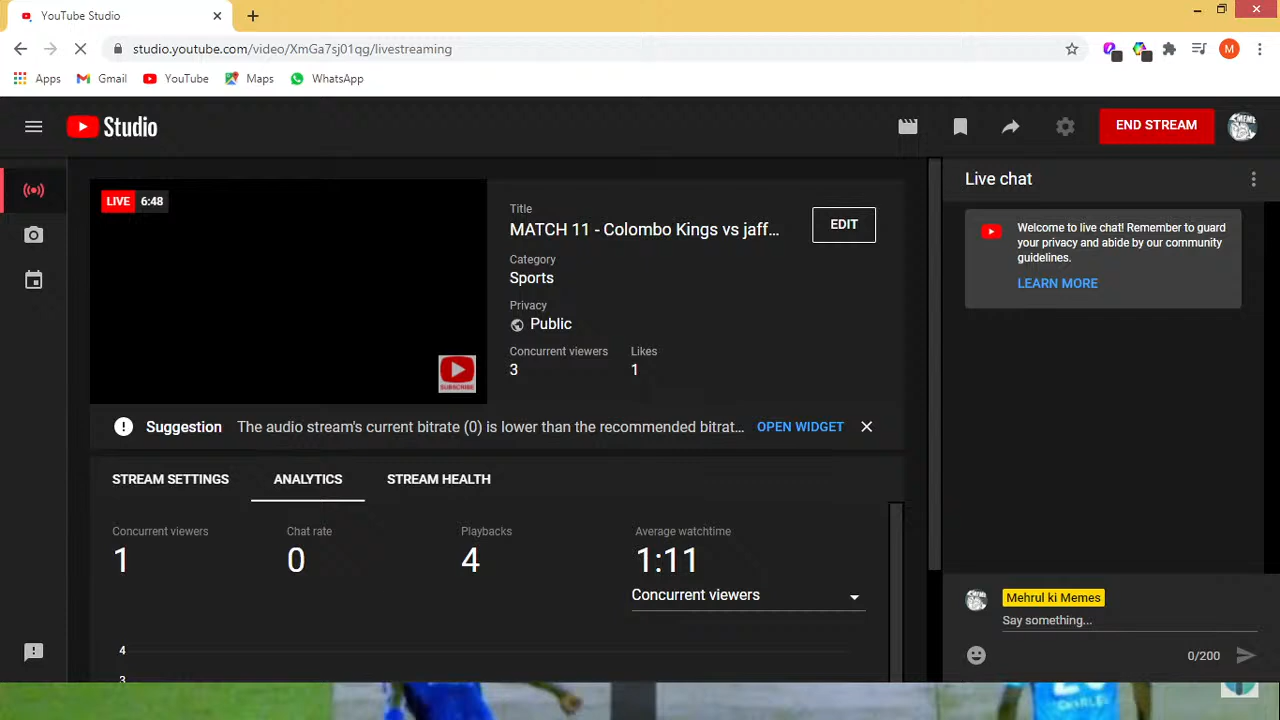 YouTube Studio
studio.youtube.com/video/XmGa7sj01qg/livestreaming
M
Apps Gmail YouTube Maps WhatsApp
Studio
END STREAM
LIVE 6:48
SUBSCRIBE
Title
MATCH 11 - Colombo Kings vs jaff...
EDIT
Category
Sports
Privacy
Public
Concurrent viewers Likes
3 1
Suggestion The audio stream's current bitrate (0) is lower than the recommended bitrat... OPEN WIDGET
STREAM SETTINGS ANALYTICS STREAM HEALTH
Concurrent viewers Chat rate Playbacks Average watchtime
1 0 4 1:11
Concurrent viewers
4
3
Live chat
Welcome to live chat! Remember to guard
your privacy and abide by our community
guidelines.
LEARN MORE
Mehrul ki Memes
Say something...
0/200